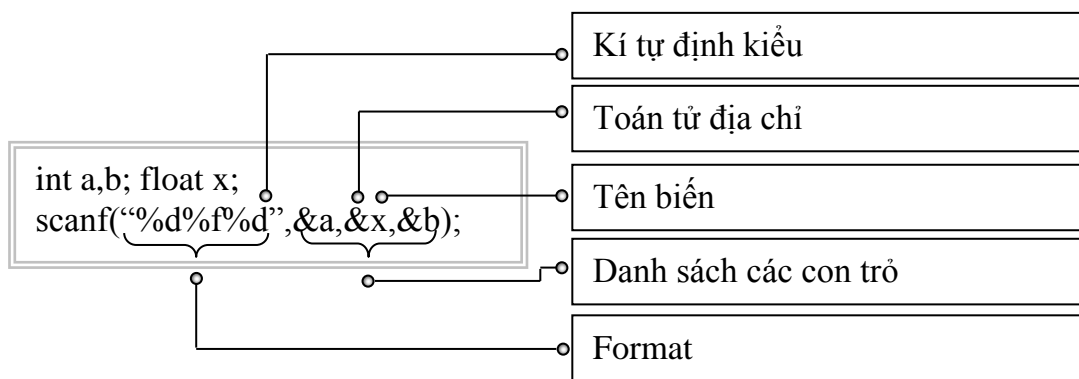 Kí tự định kiểu
Toán tử địa chỉ
int a,b; float x;
scanf(“%d%f%d”,&a,&x,&b);
Tên biến
Danh sách các con trỏ
Format